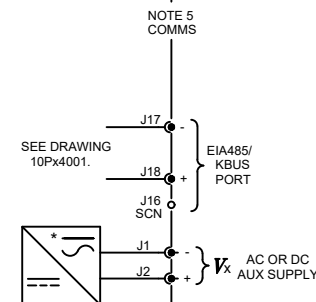 NOTE 5
COMMS
J17 -
SEE DRAWING
10Px4001.
EIA485/
KBUS
PORT
J18 +
J16
SCN
*
J1 -
J2 +
Vx
AC OR DC
AUX SUPPLY